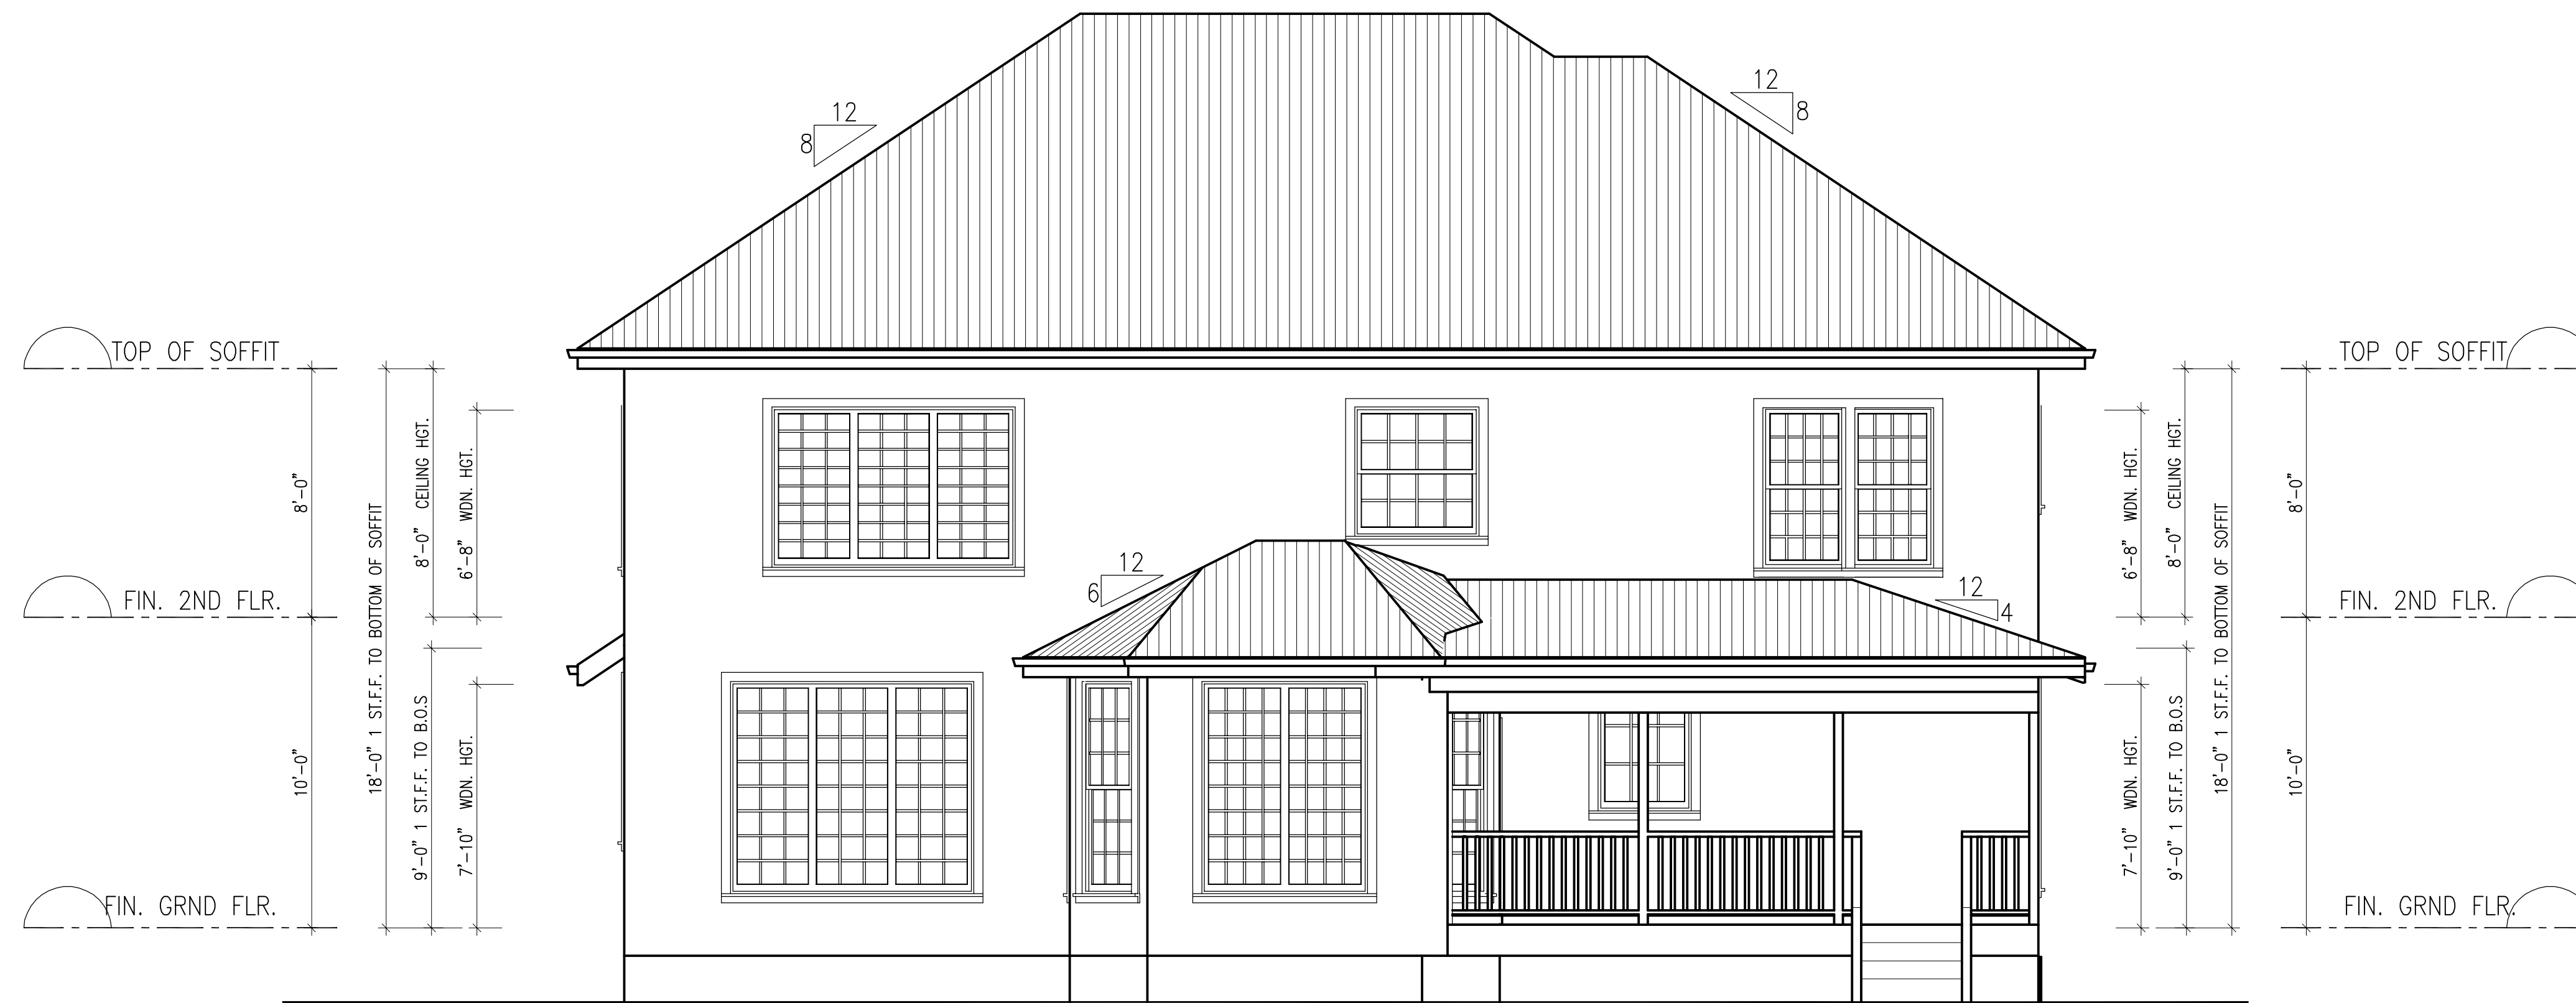 12
8
12
8
TOP OF SOFFIT
TOP OF SOFFIT
8'-0"
18'-0" 1 ST.F.F. TO BOTTOM OF SOFFIT
8'-0" CEILING HGT.
6'-8" WDN. HGT.
6'-8" WDN. HGT.
8'-0" CEILING HGT.
18'-0" 1 ST.F.F. TO BOTTOM OF SOFFIT
8'-0"
12
6
12
4
FIN. 2ND FLR.
FIN. 2ND FLR.
10'-0"
9'-0" 1 ST.F.F. TO B.O.S
7'-10" WDN. HGT.
7'-10" WDN. HGT.
9'-0" 1 ST.F.F. TO B.O.S
10'-0"
FIN. GRND FLR.
FIN. GRND FLR.